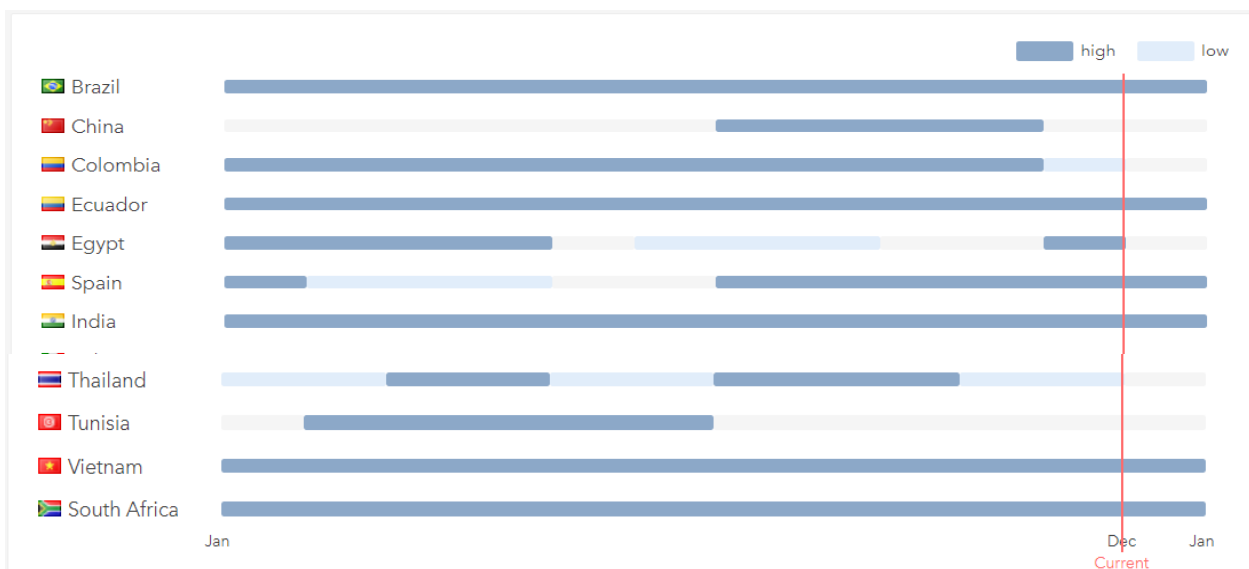 high low
Brazil
China
Colombia
Ecuador
Egypt
Spain
India
Thailand
Tunisia
Vietnam
South Africa
Jan Dec Jan
Current